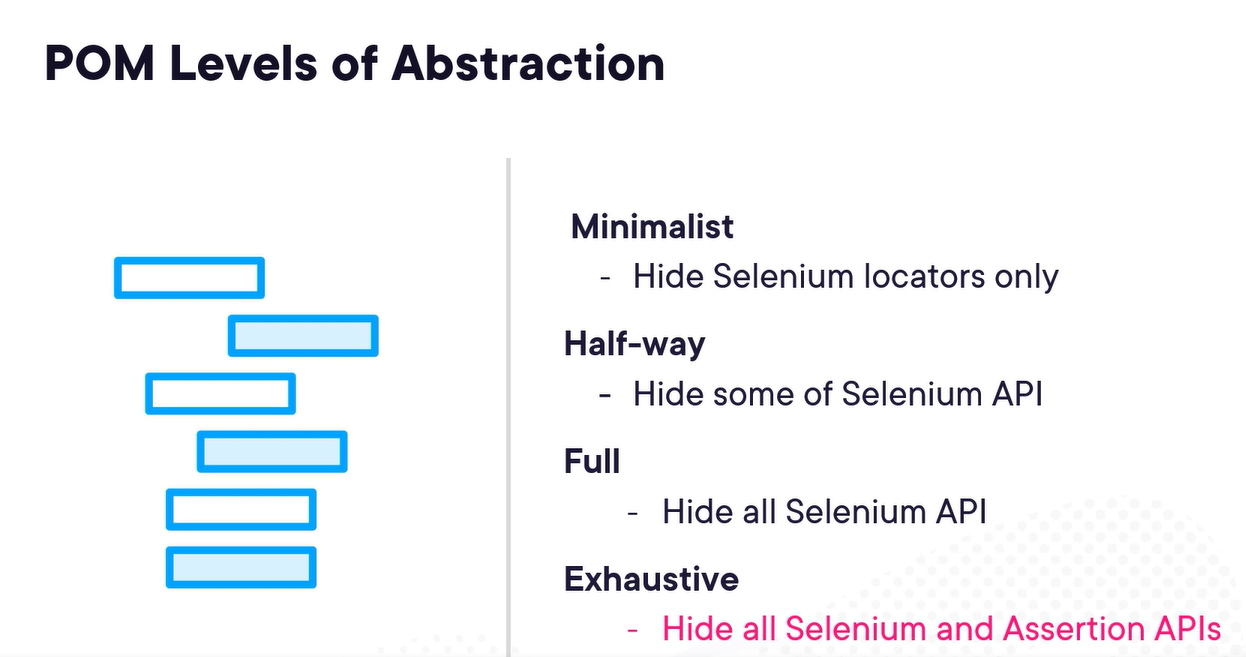 POM Levels of Abstraction
Minimalist
- Hide Selenium locators only
Half-way
- Hide some of Selenium API
Full
- Hide all Selenium API
Exhaustive
- Hide all Selenium and Assertion APIs